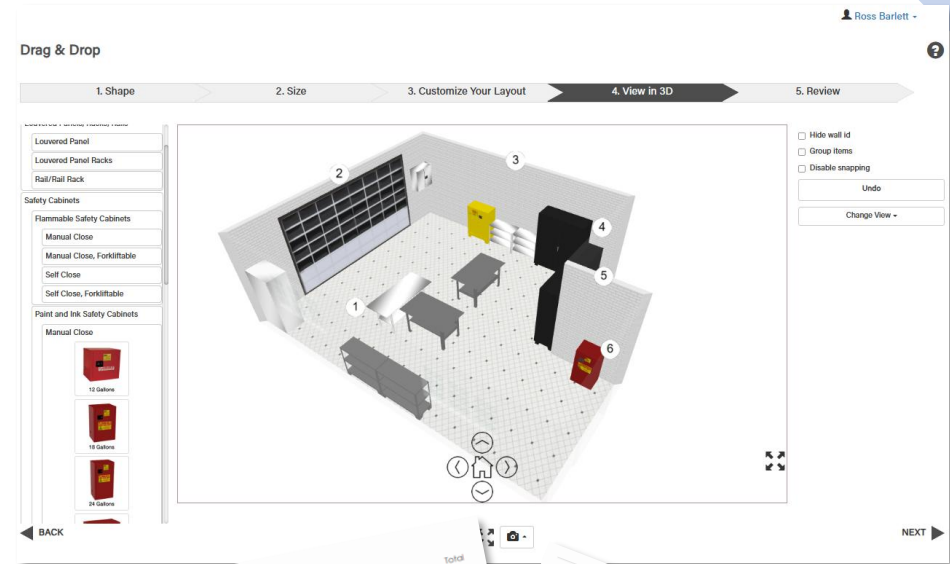 Ross Barlett
Drag & Drop
?
1. Shape
2. Size
3. Customize Your Layout
4. View in 3D
5. Review
Louvered Panel
Louvered Panel Racks
Rail/Rail Rack
Safety Cabinets
Flammable Safety Cabinets
Manual Close
Manual Close, Forkliftable
Self Close
Self Close, Forkliftable
Paint and Ink Safety Cabinets
Manual Close
12 Gallons
18 Gallons
24 Gallons
1
2
3
4
5
6
Hide wall id
Group items
Disable snapping
Undo
Change View
BACK
NEXT
Total